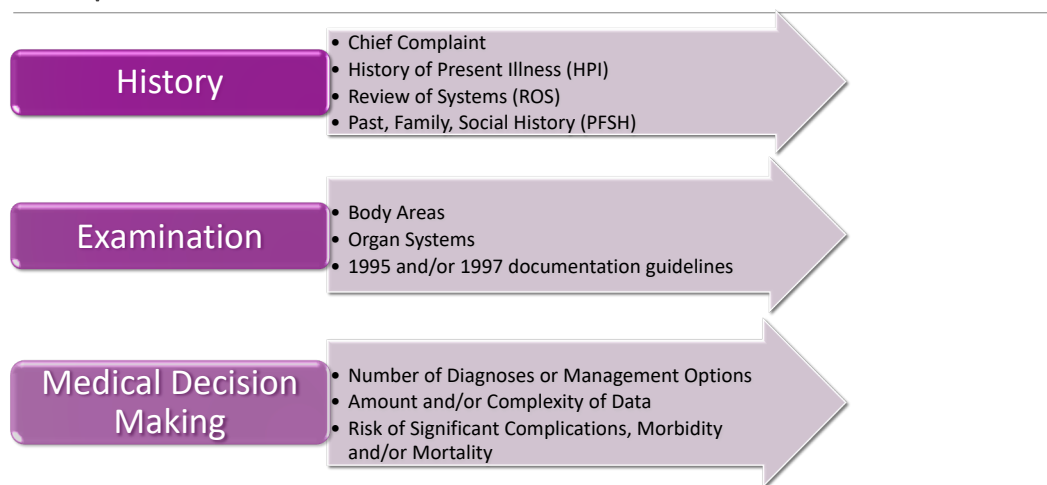 History
• Chief Complaint
• History of Present Illness (HPI)
• Review of Systems (ROS)
• Past, Family, Social History (PFSH)
Examination
• Body Areas
• Organ Systems
• 1995 and/or 1997 documentation guidelines
Medical Decision
Making
• Number of Diagnoses or Management Options
• Amount and/or Complexity of Data
• Risk of Significant Complications, Morbidity
and/or Mortality